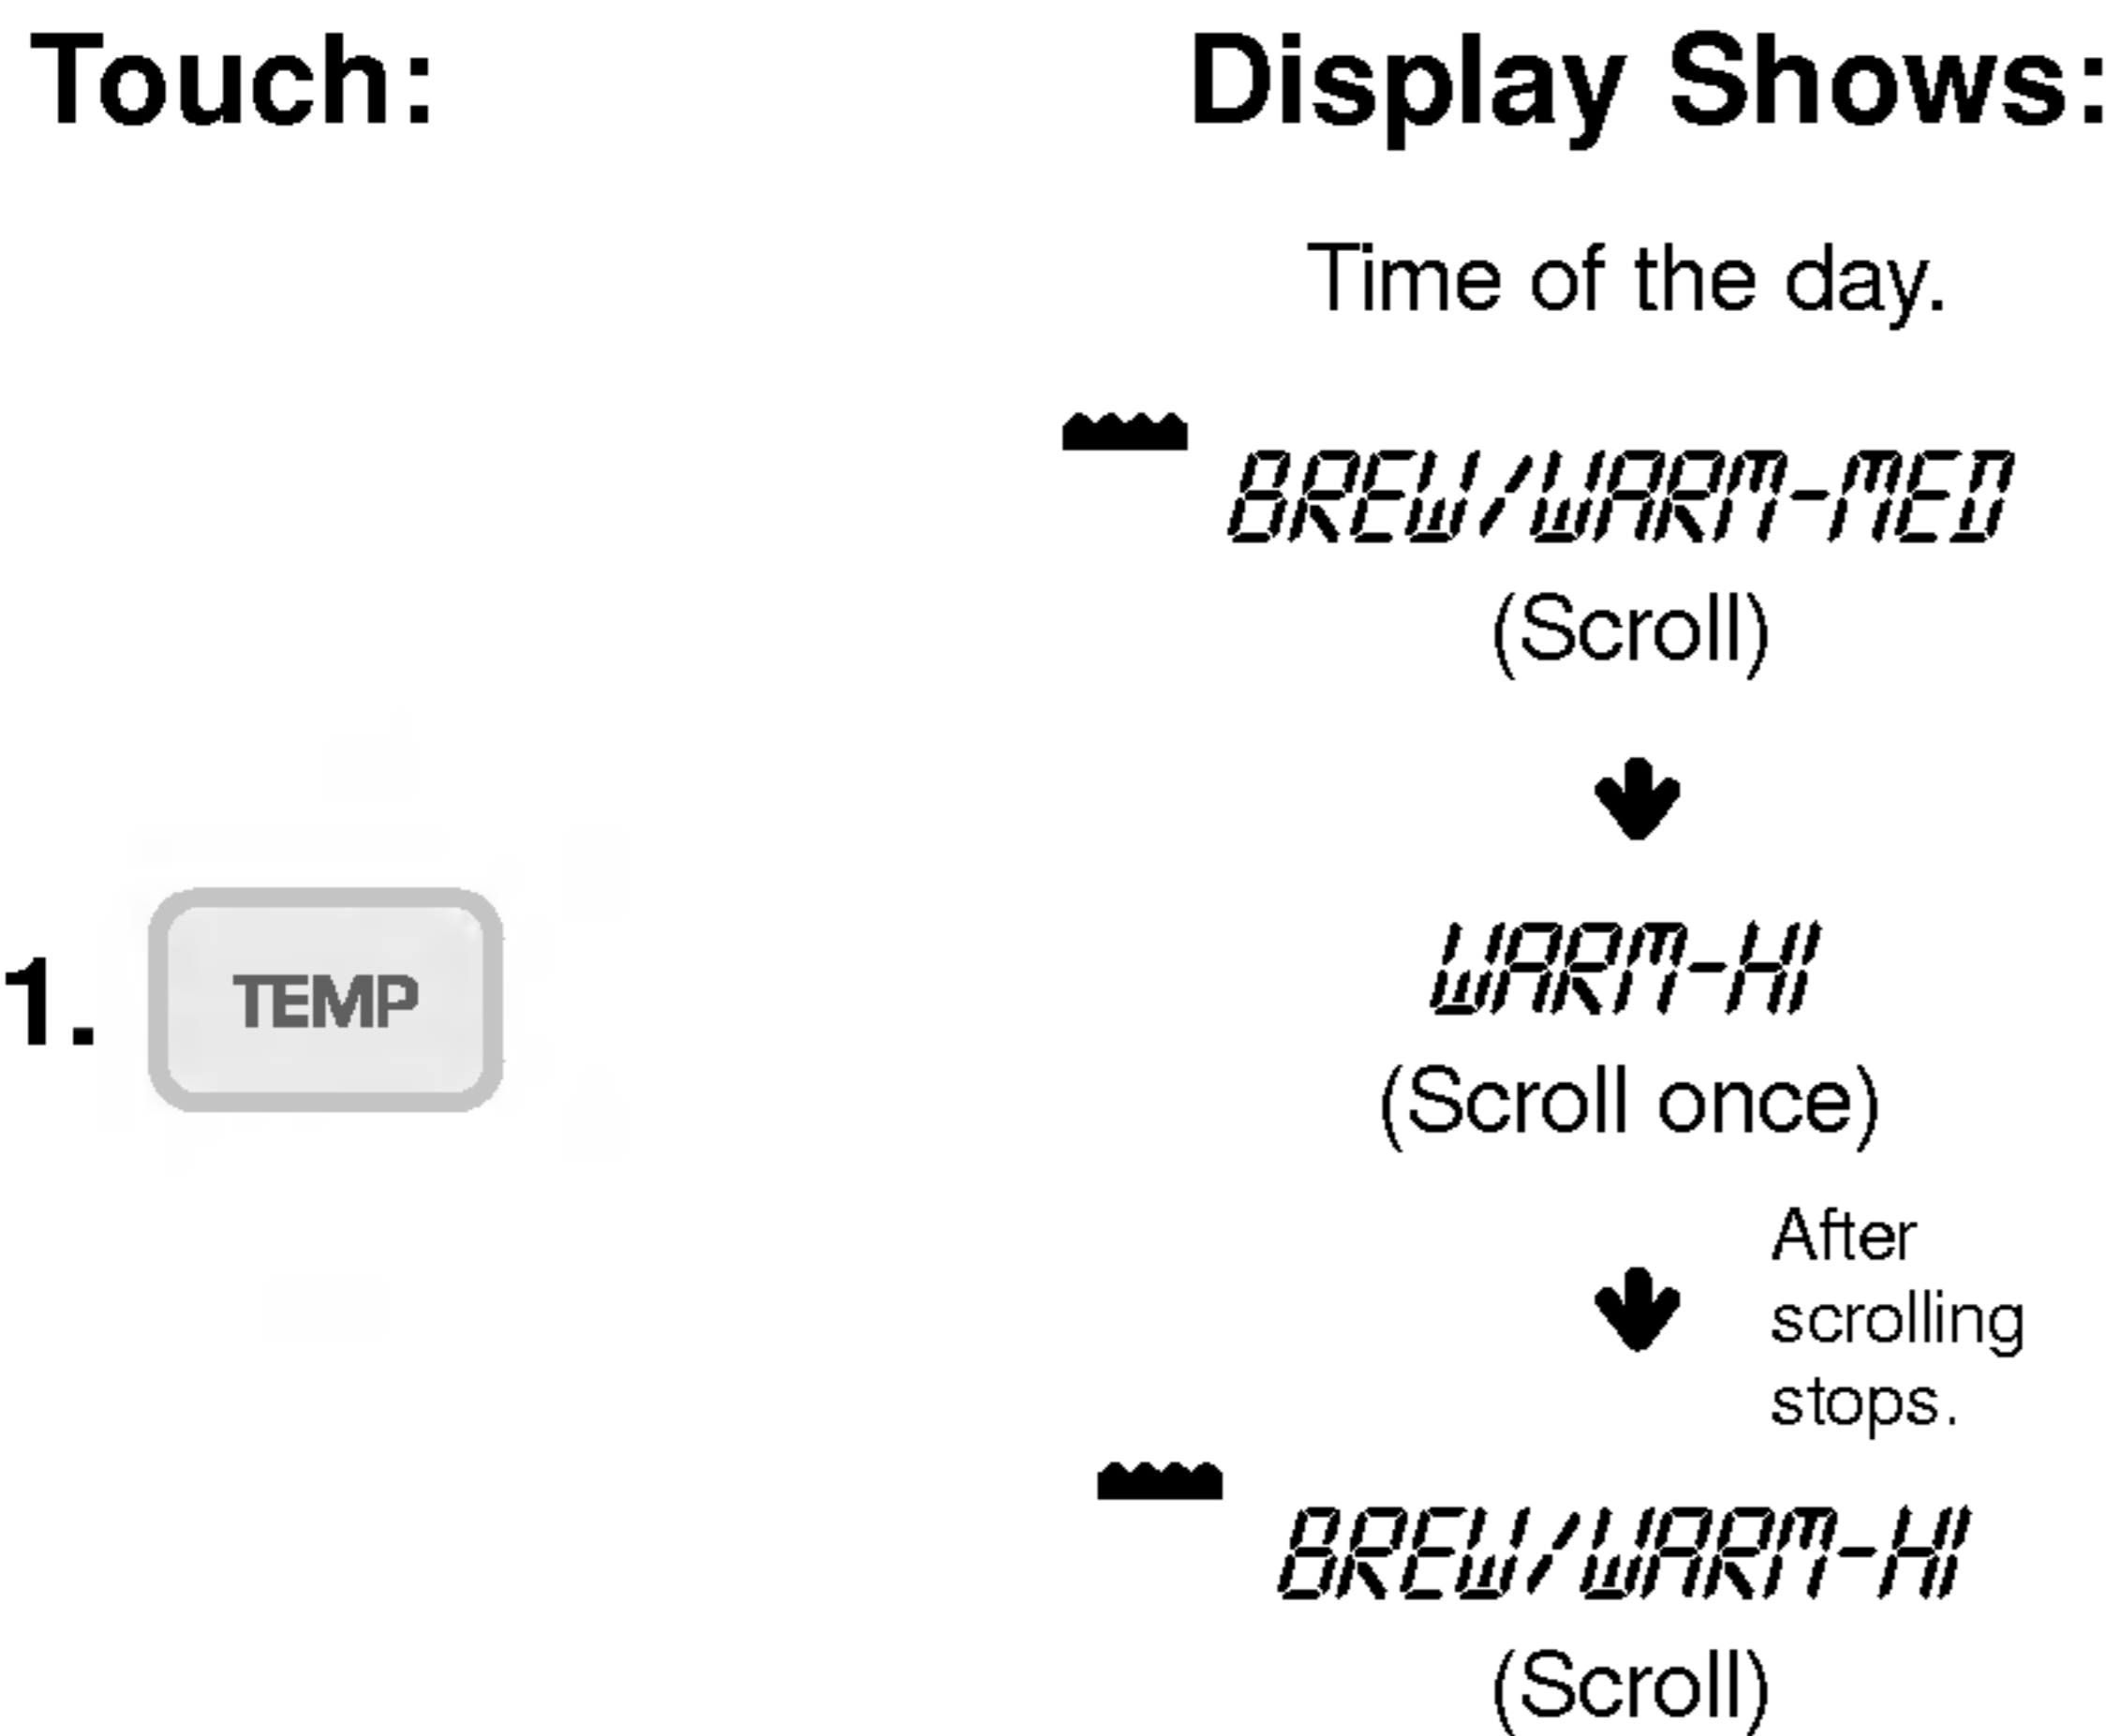 Touch:
Display Shows:
Time of the day.
BREW/WARM-MED
(Scroll)
1. TEMP
WARM-HI
(Scroll once)
After
scrolling
stops.
BREW/WARM-HI
(Scroll)